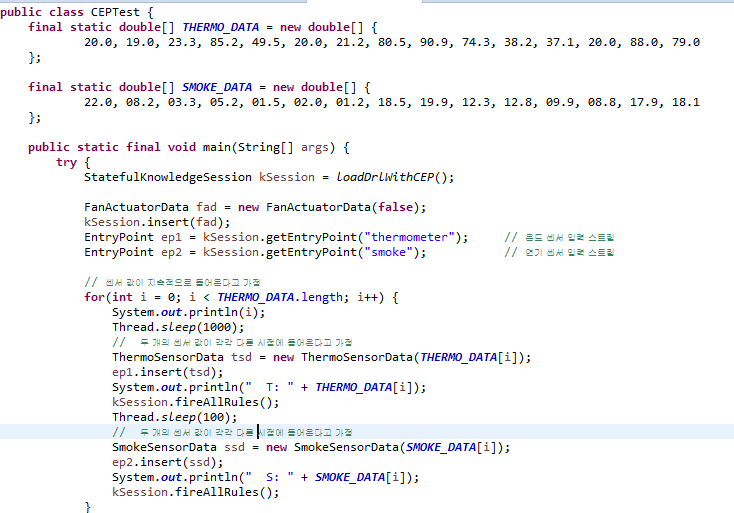 public class CEPTest {
    final static double[] THERMO_DATA = new double[] {
            20.0, 19.0, 23.3, 85.2, 49.5, 20.0, 21.2, 80.5, 90.9, 74.3, 38.2, 37.1, 20.0, 88.0, 79.0
    };
    final static double[] SMOKE_DATA = new double[] {
            22.0, 08.2, 03.3, 05.2, 01.5, 02.0, 01.2, 18.5, 19.9, 12.3, 12.8, 09.9, 08.8, 17.9, 18.1
    };
    public static final void main(String[] args) {
        try {
            StatefulKnowledgeSession kSession = loadDrlWithCEP();
            FanActuatorData fad = new FanActuatorData(false);
            kSession.insert(fad);
            EntryPoint ep1 = kSession.getEntryPoint("thermometer");     // 온도 센서 입력 스트림
            EntryPoint ep2 = kSession.getEntryPoint("smoke");           // 연기 센서 입력 스트림
            // 센서 값이 지속적으로 들어온다고 가정
            for(int i = 0; i < THERMO_DATA.length; i++) {
                System.out.println(i);
                Thread.sleep(1000);
                //  두 개의 센서 값이 각각 다른 시점에 들어온다고 가정
                ThermoSensorData tsd = new ThermoSensorData(THERMO_DATA[i]);
                ep1.insert(tsd);
                System.out.println("  T: " + THERMO_DATA[i]);
                kSession.fireAllRules();
                Thread.sleep(100);
                //  두 개의 센서 값이 각각 다른 시점에 들어온다고 가정
                SmokeSensorData ssd = new SmokeSensorData(SMOKE_DATA[i]);
                ep2.insert(ssd);
                System.out.println("  S: " + SMOKE_DATA[i]);
                kSession.fireAllRules();
            }